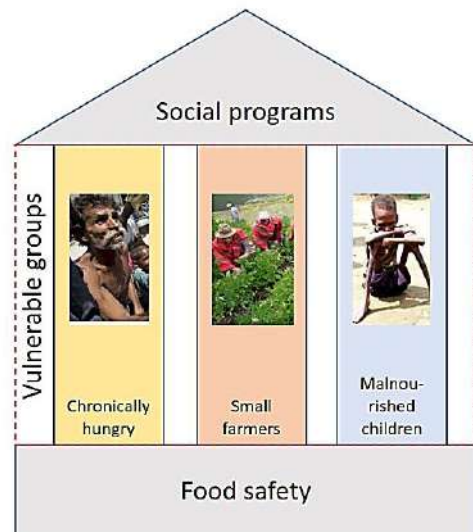 Social programs
Vulnerable groups
Chronically
hungry
Small
farmers
Malnou-
rished
children
Food safety